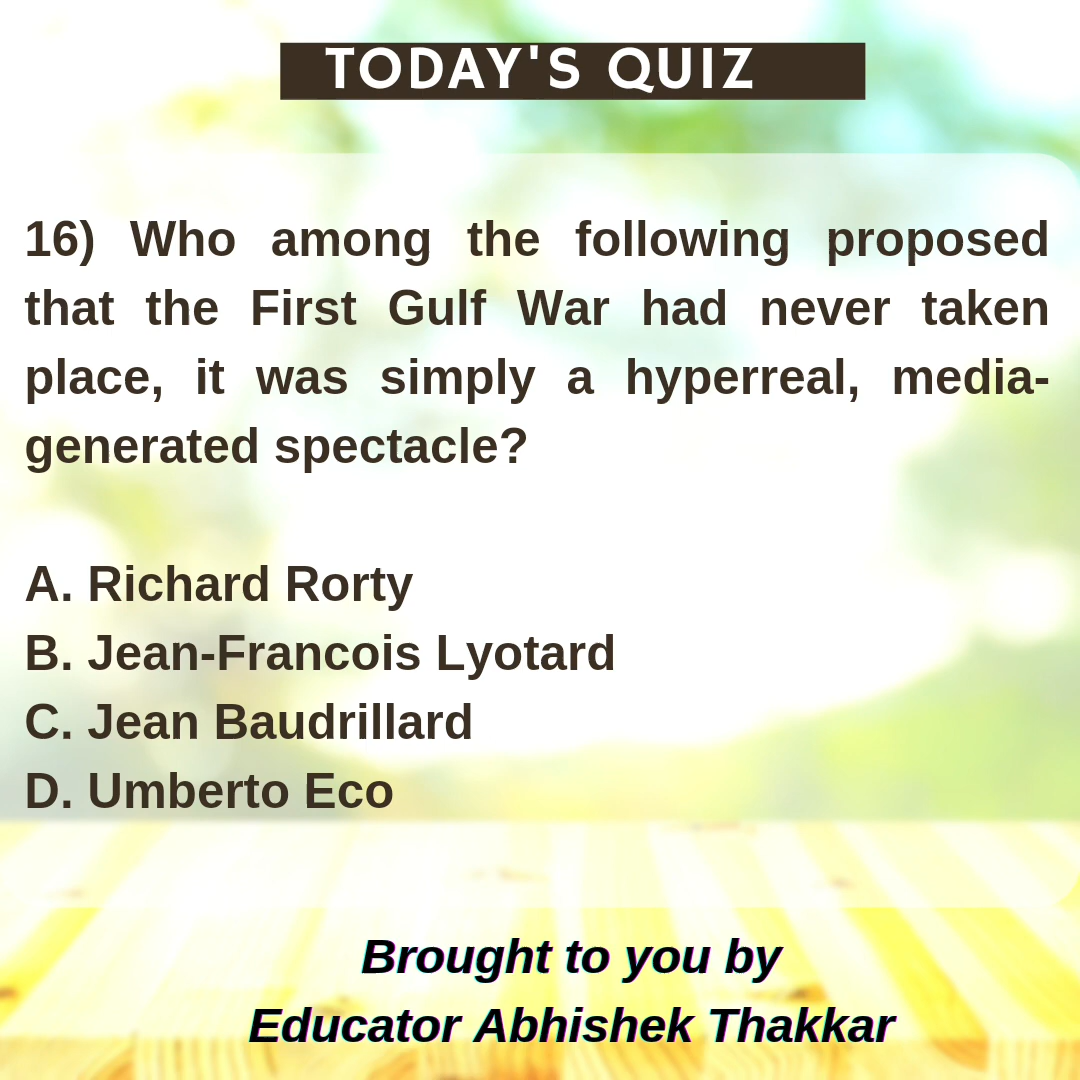 TODAY'S QUIZ
16) Who among the following proposed
that the First Gulf War had never taken
place, it was simply a hyperreal, media-
generated spectacle?
A. Richard Rorty
B. Jean-Francois Lyotard
C. Jean Baudrillard
D. Umberto Eco
Brought to you by
Educator Abhishek Thakkar